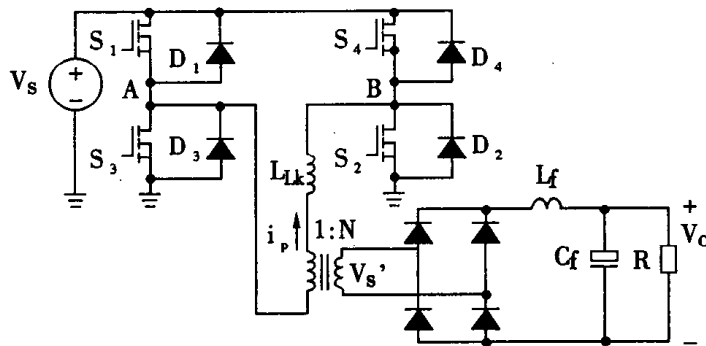 S1
D1
S4
D4
Vs
+
−
A
B
S3
D3
S2
D2
LLk
Lf
ip
1:N
Vs'
Cf
R
+
Vo
−